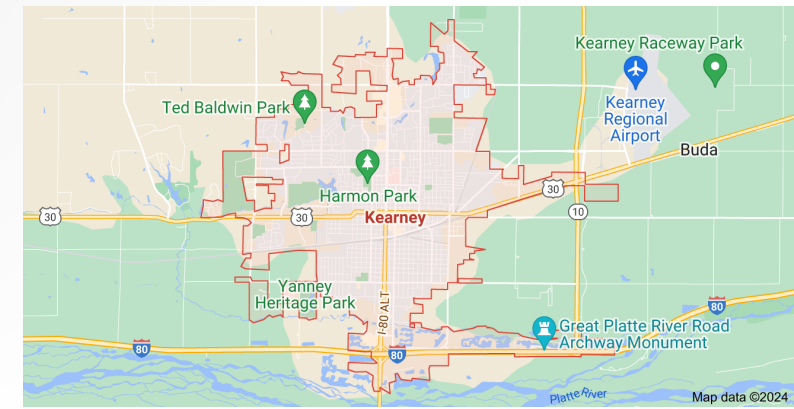 Kearney Raceway Park
Ted Baldwin Park
Kearney
Regional
Airport
Buda
Harmon Park
30
30
30
10
Kearney
Yanney
Heritage Park
I-80 ALT
80
Great Platte River Road
Archway Monument
80
80
Platte River
Map data ©2024